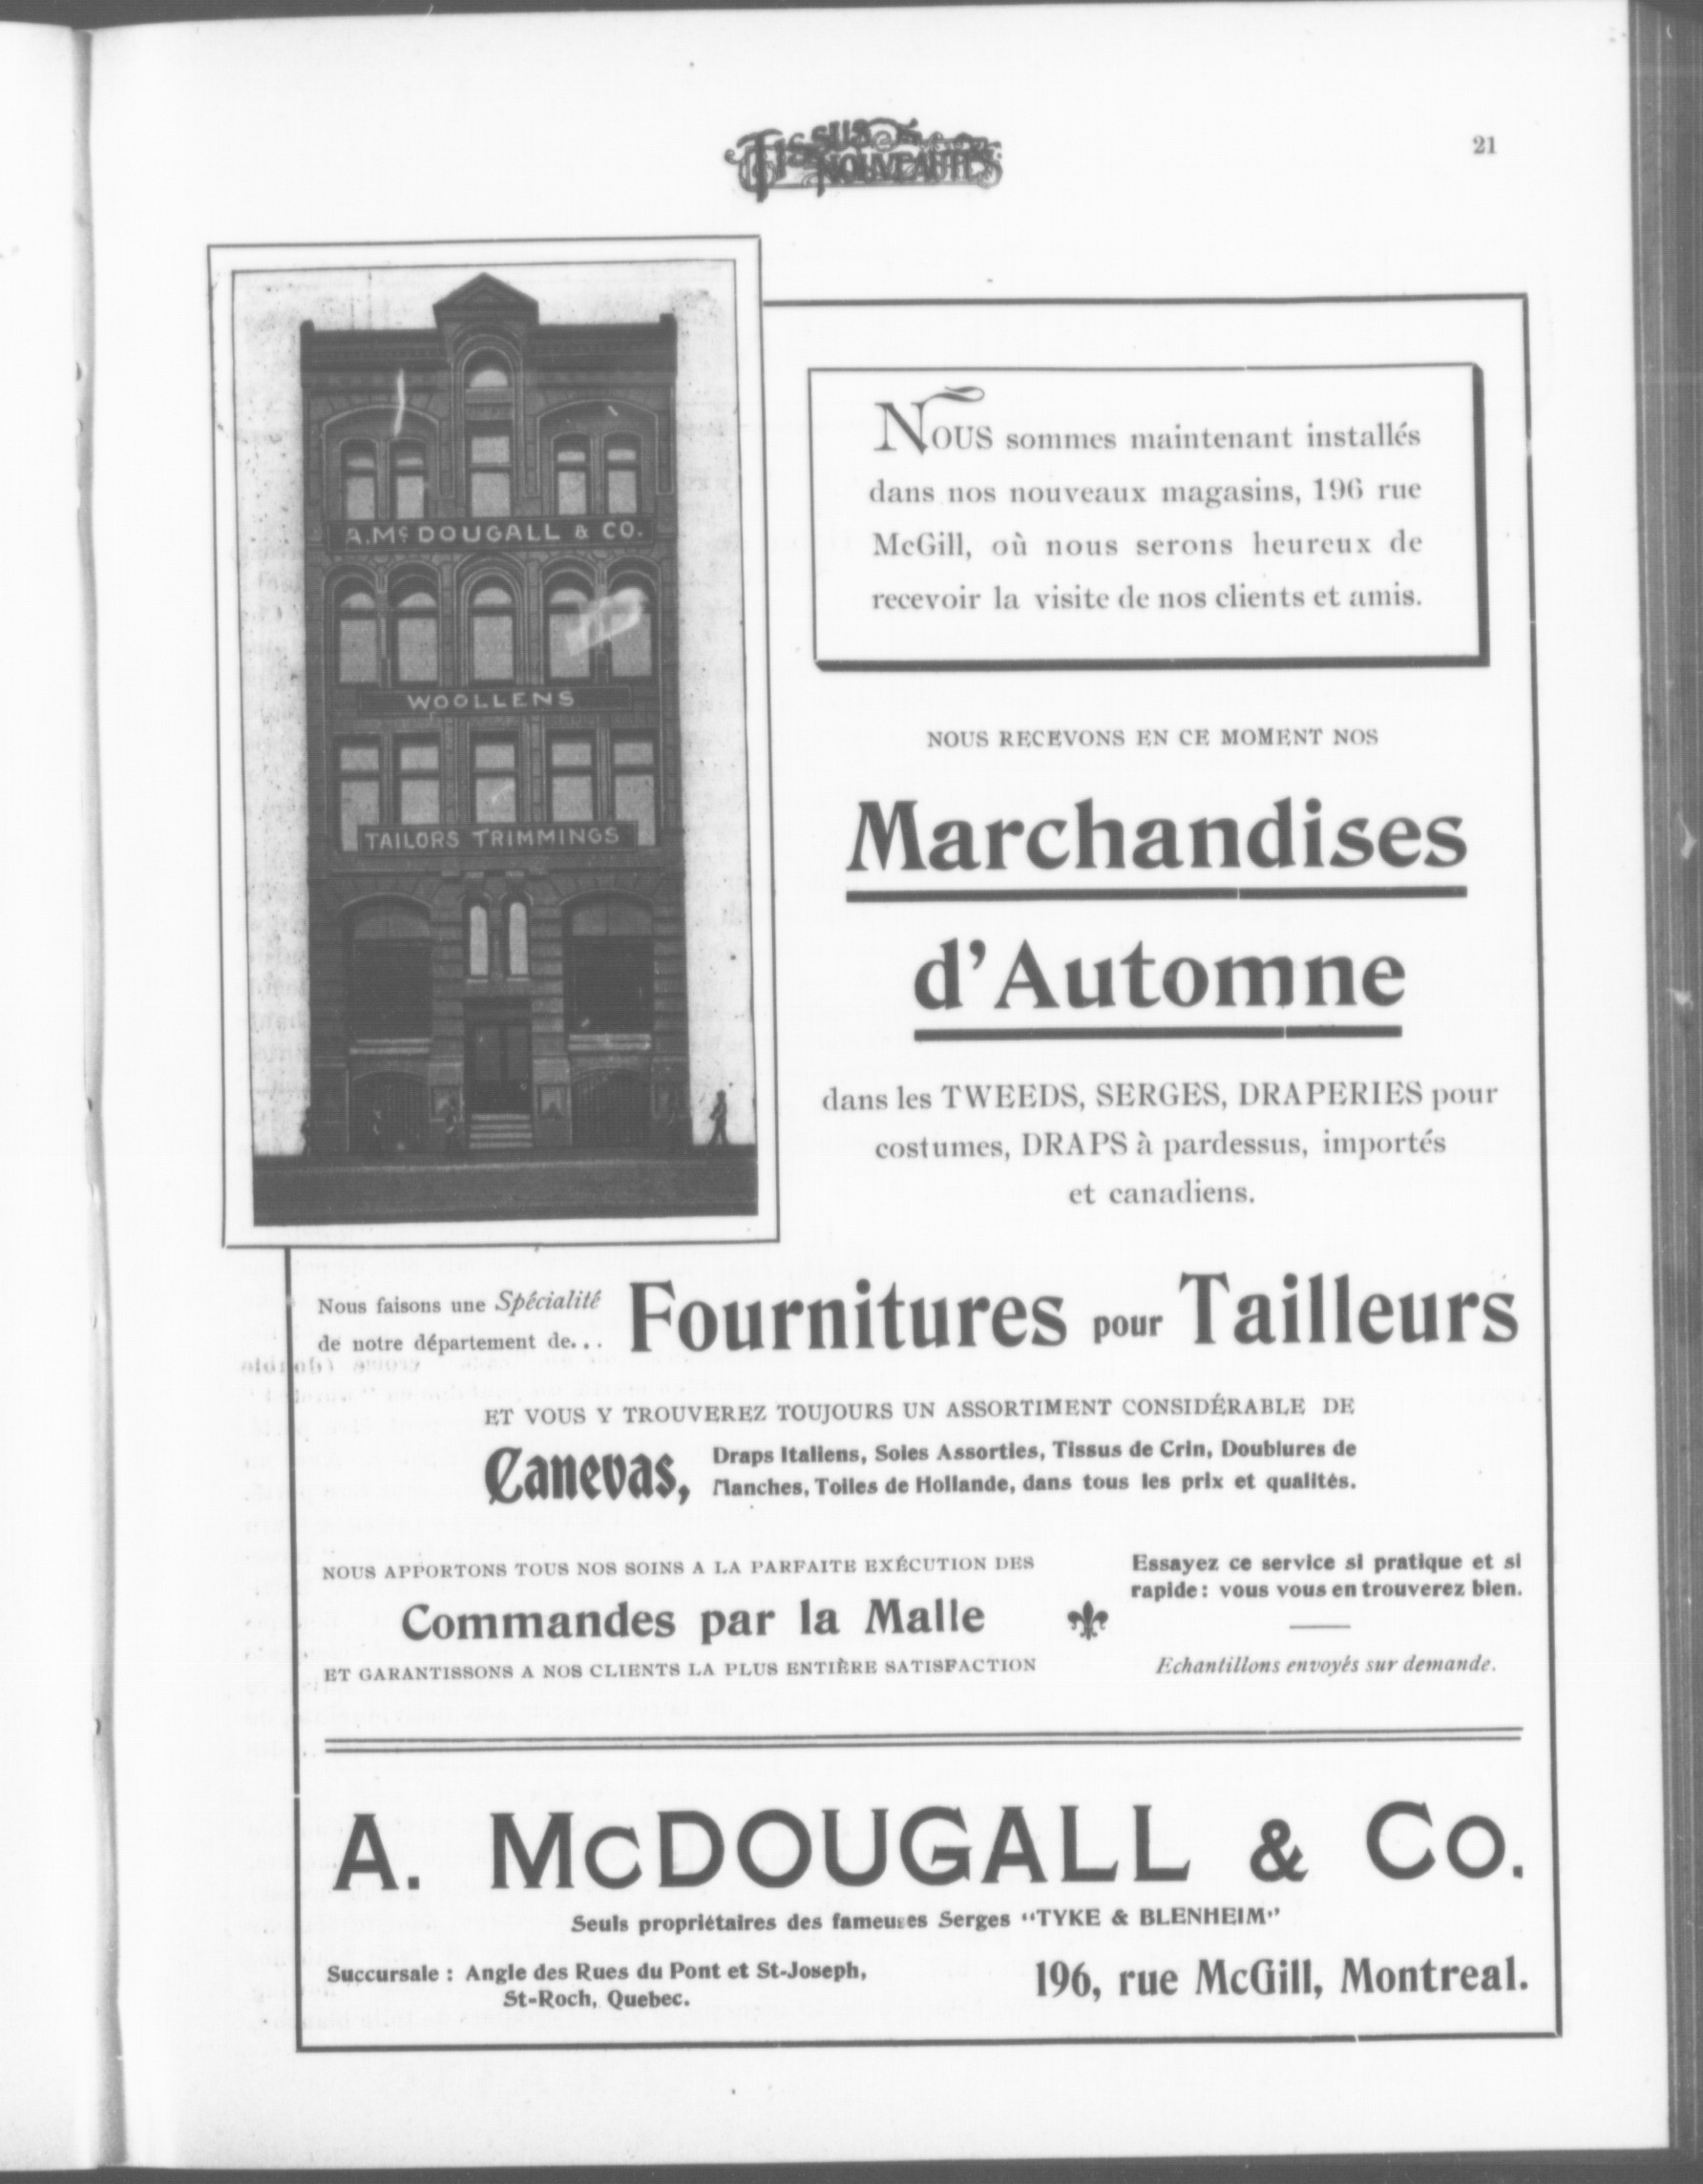 TISSUS & NOUVEAUTÉS
21
A. Mc DOUGALL & CO.
WOOLLENS
TAILORS TRIMMINGS
NOUS sommes maintenant installés
dans nos nouveaux magasins, 196 rue
McGill, où nous serons heureux de
recevoir la visite de nos clients et amis.
NOUS RECEVONS EN CE MOMENT NOS
Marchandises
d'Automne
dans les TWEEDS, SERGES, DRAPERIES pour
costumes, DRAPS à pardessus, importés
et canadiens.
Nous faisons une Spécialité
de notre département de...
Fournitures pour Tailleurs
ET VOUS Y TROUVEREZ TOUJOURS UN ASSORTIMENT CONSIDÉRABLE DE
Canevas,
Draps Italiens, Soies Assorties, Tissus de Crin, Doublures de
Manches, Toiles de Hollande, dans tous les prix et qualités.
NOUS APPORTONS TOUS NOS SOINS A LA PARFAITE EXÉCUTION DES
Commandes par la Malle
ET GARANTISSONS A NOS CLIENTS LA PLUS ENTIÈRE SATISFACTION
Essayez ce service si pratique et si
rapide: vous vous en trouverez bien.
Echantillons envoyés sur demande.
A. McDOUGALL & Co.
Seuls propriétaires des fameuses Serges "TYKE & BLENHEIM"
Succursale : Angle des Rues du Pont et St-Joseph,
St-Roch, Quebec.
196, rue McGill, Montreal.